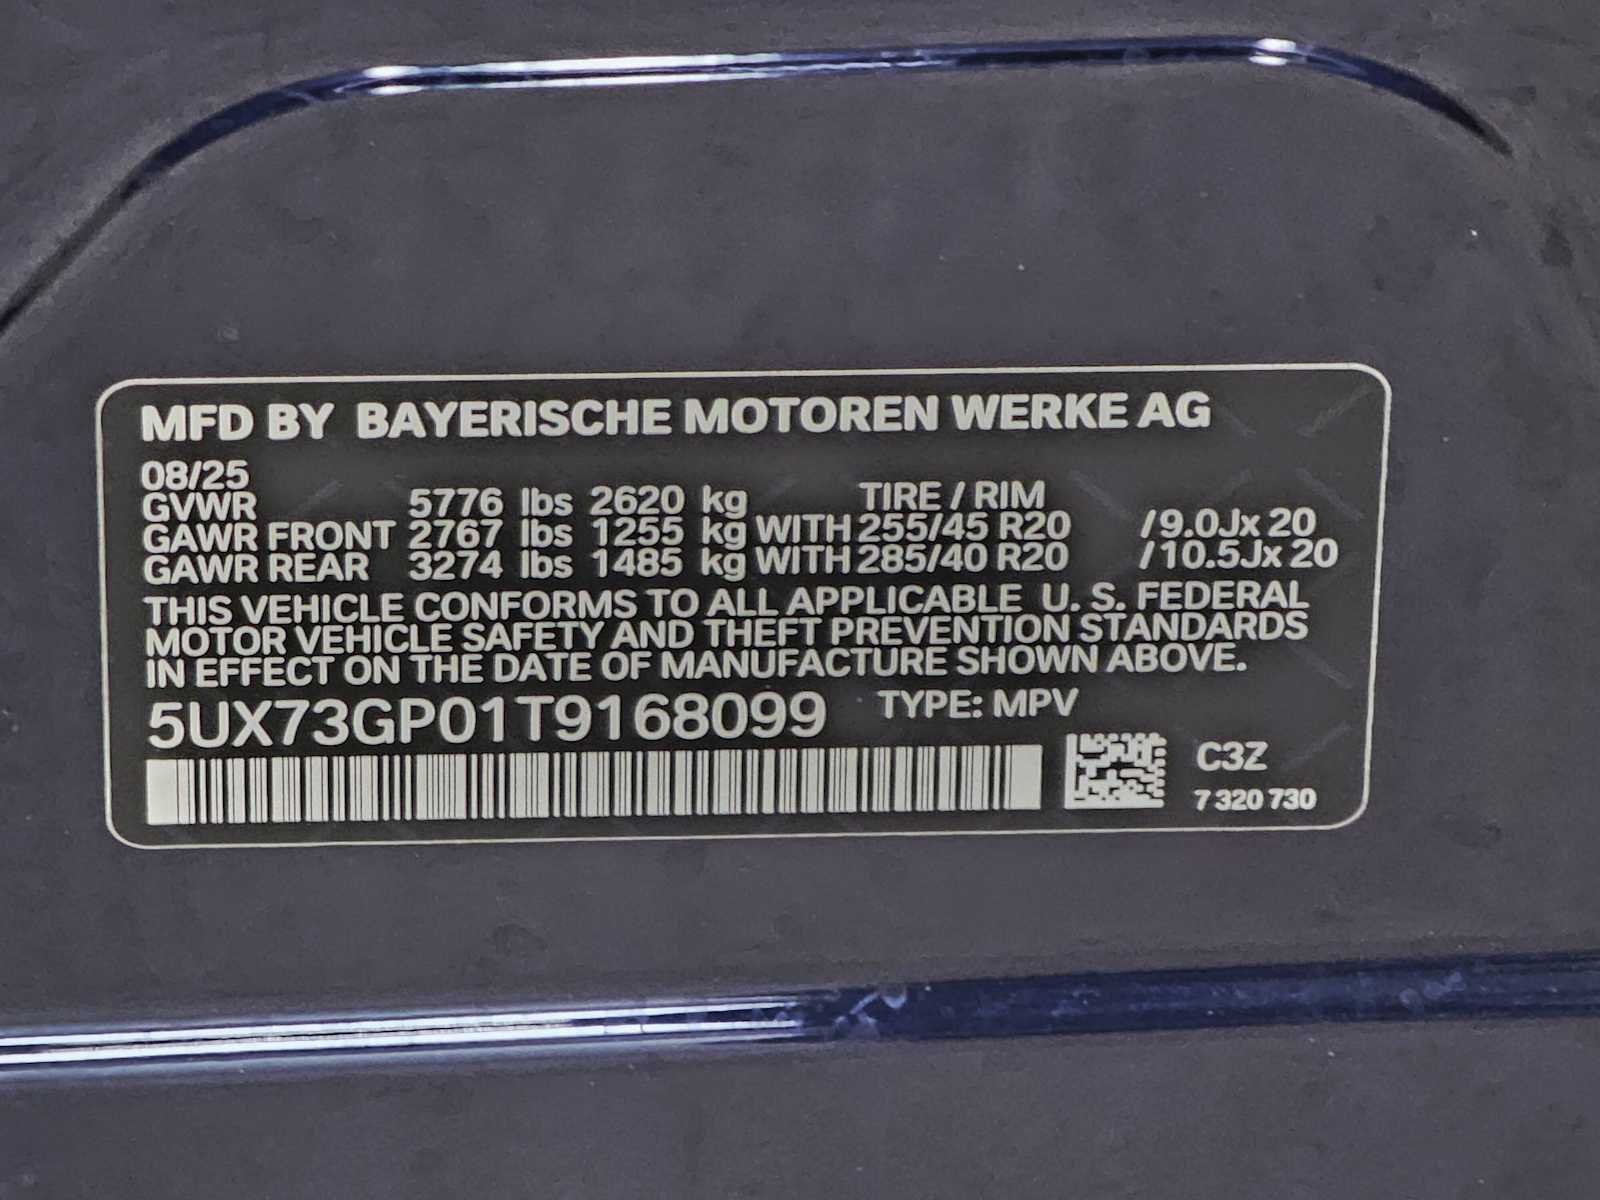 MFD BY BAYERISCHE MOTOREN WERKE AG
08/25
GVWR 5776 lbs 2620 kg TIRE / RIM
GAWR FRONT 2767 lbs 1255 kg WITH 255/45 R20 /9.0Jx 20
GAWR REAR 3274 lbs 1485 kg WITH 285/40 R20 /10.5Jx 20
THIS VEHICLE CONFORMS TO ALL APPLICABLE U. S. FEDERAL
MOTOR VEHICLE SAFETY AND THEFT PREVENTION STANDARDS
IN EFFECT ON THE DATE OF MANUFACTURE SHOWN ABOVE.
5UX73GP01T9168099 TYPE: MPV
C3Z
7 320 730